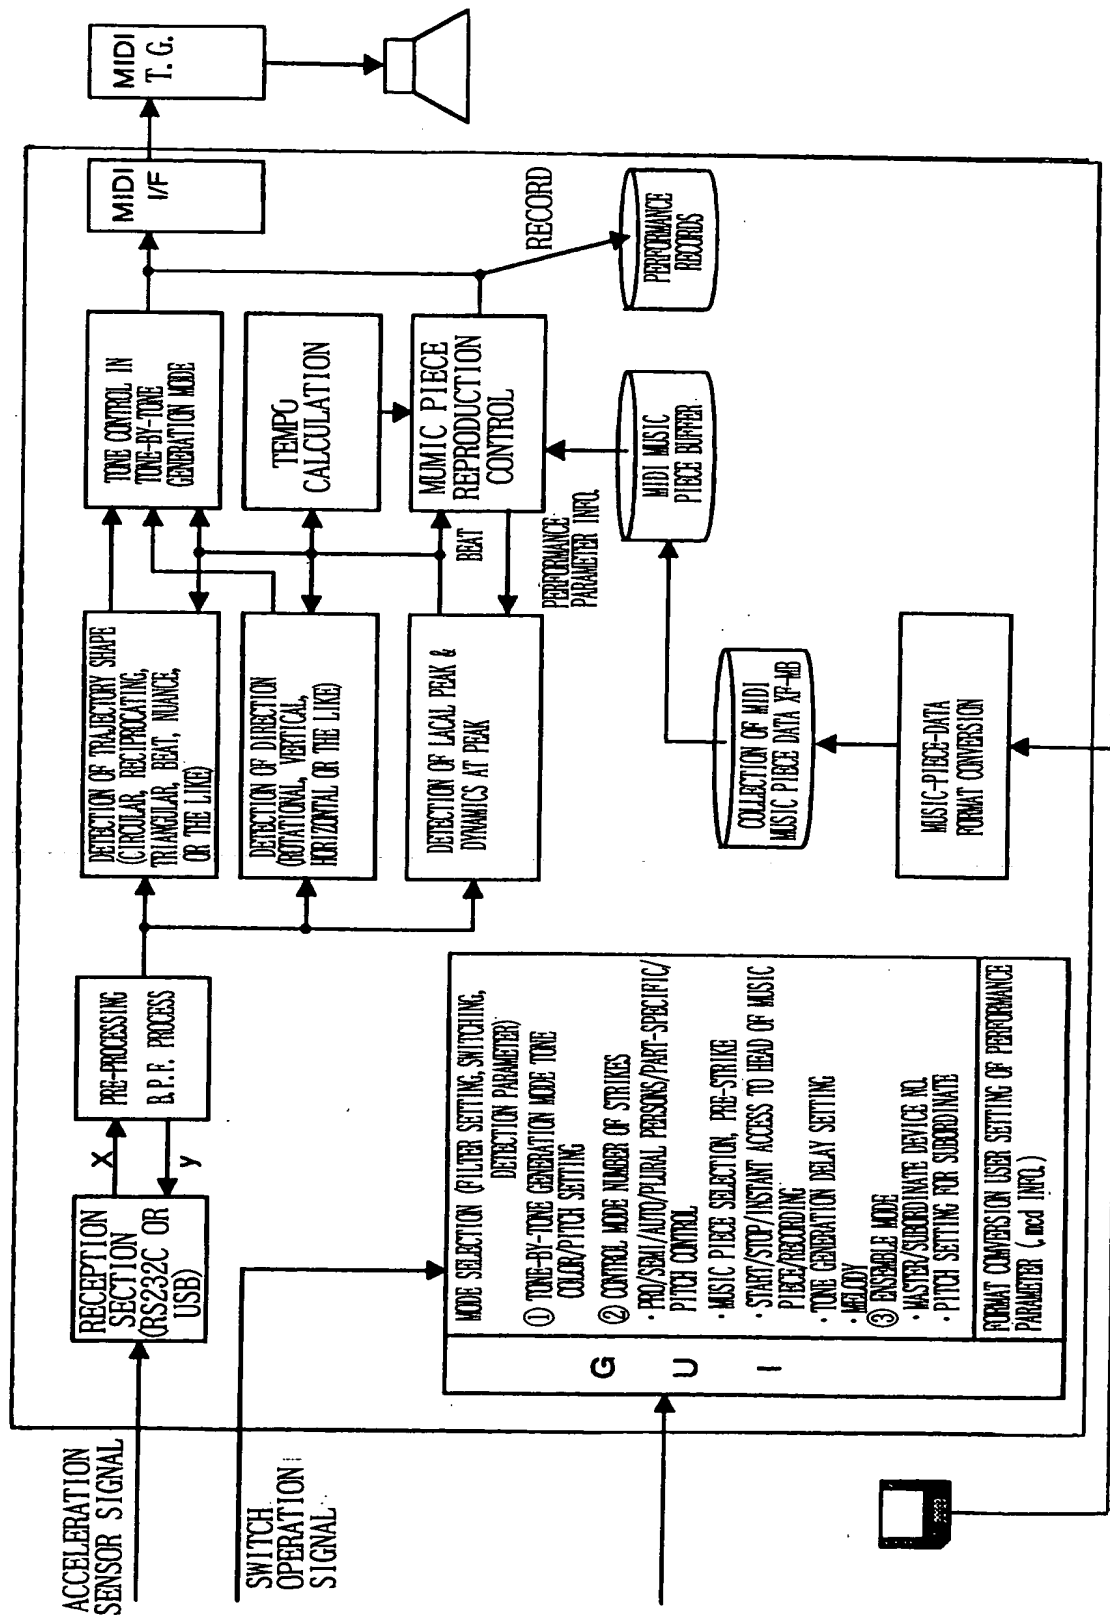 ACCELERATION
SENSOR SIGNAL
SWITCH
OPERATION
SIGNAL
RECEPTION
SECTION
(RS232C OR
USB)
X
y
PRE-PROCESSING
B.P.F. PROCESS
DETECTION OF TRAJECTORY SHAPE
(CIRCULAR, RECIPROCATING,
TRIANGULAR, BEAT, NUANCE,
OR THE LIKE)
DETECTION OF DIRECTION
(ROTATIONAL, VERTICAL,
HORIZONTAL OR THE LIKE)
DETECTION OF LACAL PEAK &
DYNAMICS AT PEAK
TONE CONTROL IN
TONE-BY-TONE
GENERATION MODE
TEMPO
CALCULATION
MUMIC PIECE
REPRODUCTION
CONTROL
BEAT
PERFORMANCE
PARAMETER INFO.
MIDI
I/F
MIDI
T.G.
RECORD
PERFORMANCE
RECORDS
MIDI MUSIC
PIECE BUFFER
COLLECTION OF MIDI
MUSIC PIECE DATA XF-MB
MUSIC-PIECE-DATA
FORMAT CONVERSION
G U I
MODE SELECTION (FILTER SETTING, SWITCHING,
DETECTION PARAMETER)
① TONE-BY-TONE GENERATION MODE TONE
COLOR/PITCH SETTING
② CONTROL MODE NUMBER OF STRIKES
· PRO/SEMI/AUTO/PLURAL PERSONS/PART-SPECIFIC/
PITCH CONTROL
· MUSIC PIECE SELECTION, PRE-STRIKE
· START/STOP/INSTANT ACCESS TO HEAD OF MUSIC
PIECE/RECORDING
· TONE GENERATION DELAY SETTING
· MELODY
③ ENSEMBLE MODE
· MASTER/SUBORDINATE DEVICE NO.
· PITCH SETTING FOR SUBORDINATE
FORMAT CONVERSION USER SETTING OF PERFORMANCE
PARAMETER (.mcd INFO.)